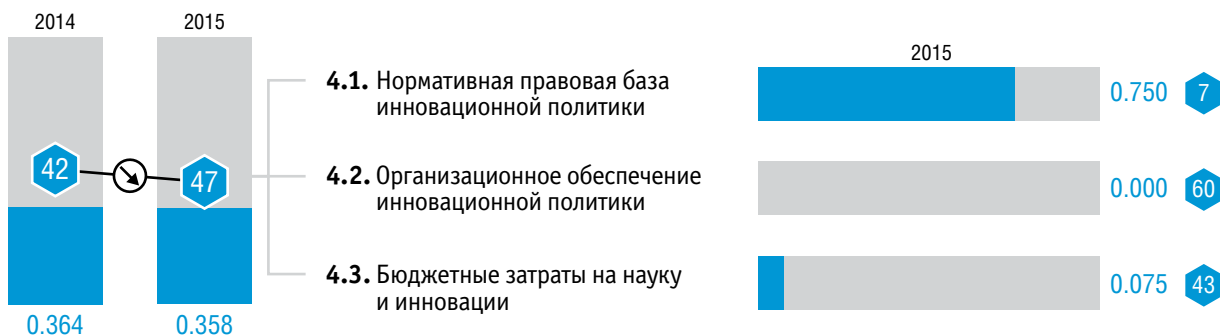 2014
2015
42
47
0.364
0.358
4.1. Нормативная правовая база
инновационной политики
4.2. Организационное обеспечение
инновационной политики
4.3. Бюджетные затраты на науку
и инновации
2015
0.750 7
0.000 60
0.075 43